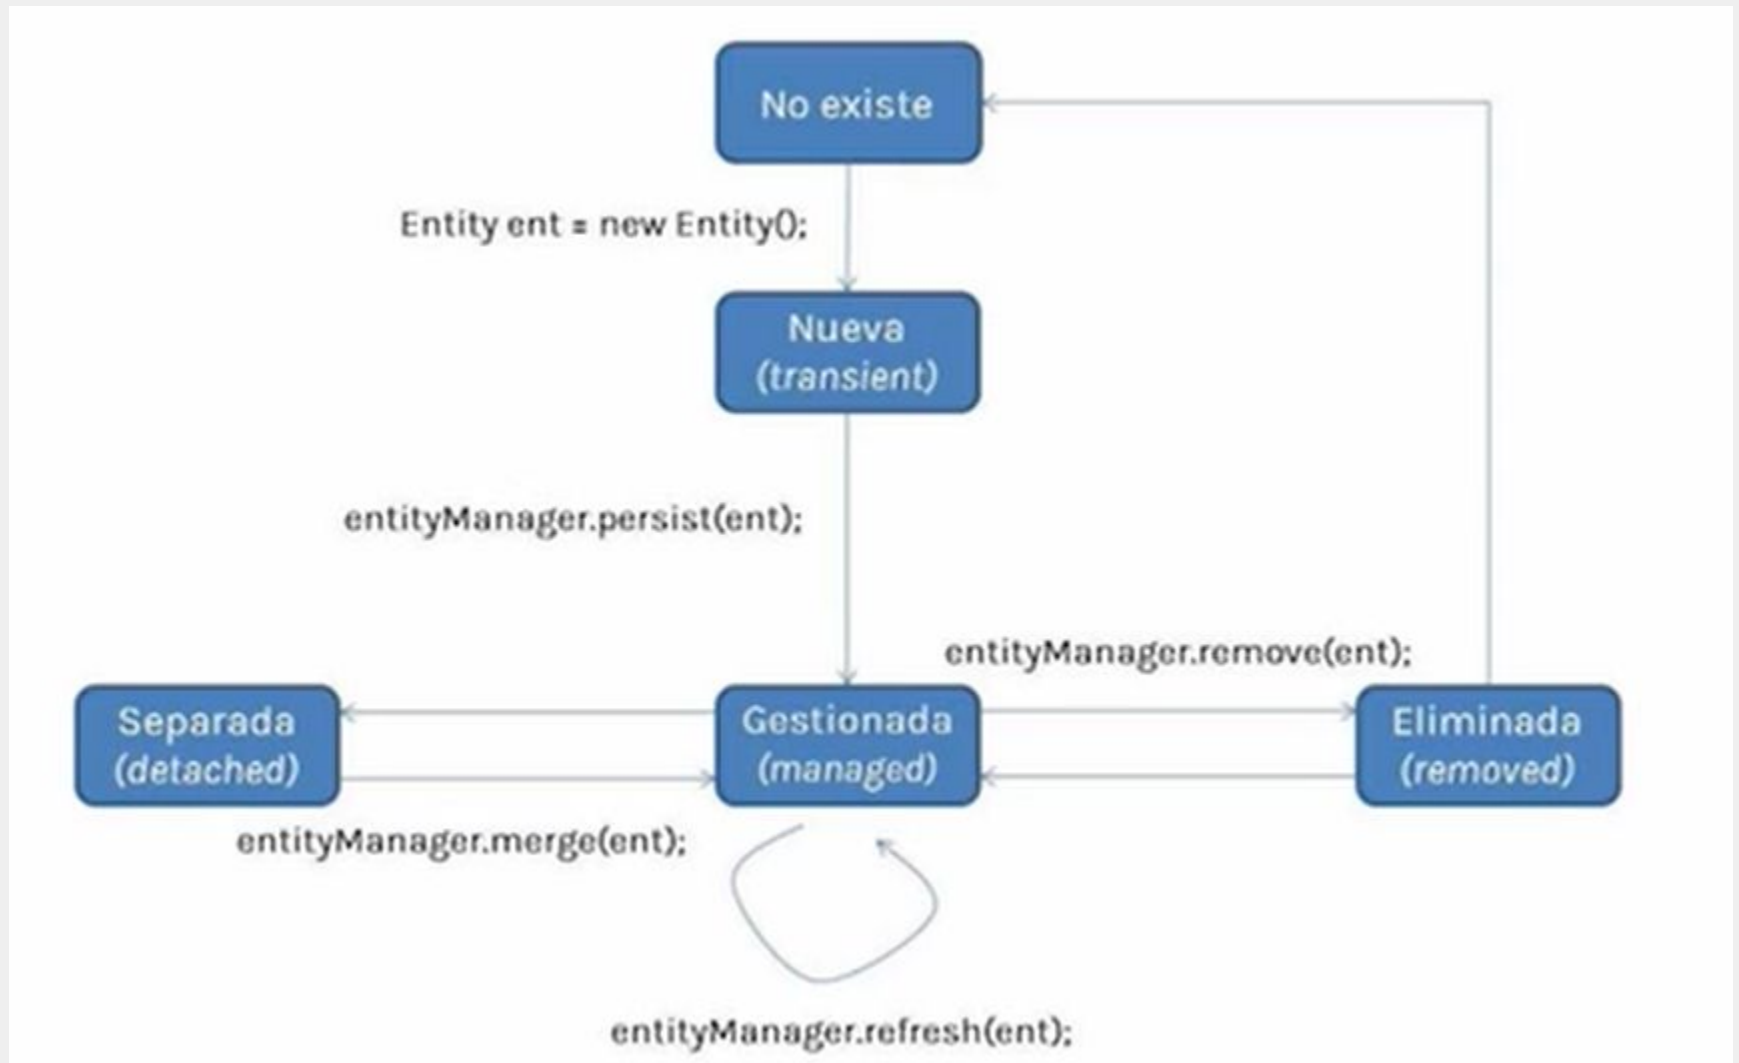 No existe
Entity ent = new Entity();
Nueva
(transient)
entityManager.persist(ent);
entityManager.remove(ent);
Separada
(detached)
Gestionada
(managed)
Eliminada
(removed)
entityManager.merge(ent);
entityManager.refresh(ent);